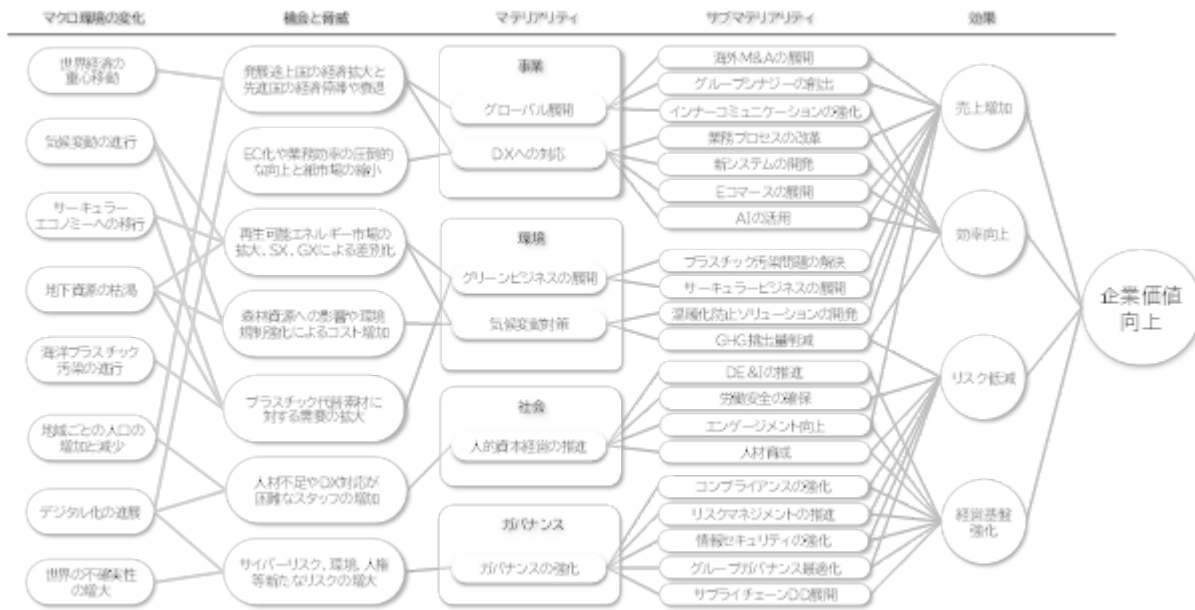 マクロ環境の変化
機会と脅威
マテリアリティ
サブマテリアリティ
効果
世界経済の
重心移動
気候変動の進行
サーキュラー
エコノミーへの移行
地下資源の枯渇
海洋プラスチック
汚染の進行
地域ごとの人口の
増加と減少
デジタル化の進展
世界の不確実性
の増大
発展途上国の経済拡大と
先進国の経済停滞や衰退
EC化や業務効率の圧倒的
な向上と紙市場の縮小
再生可能エネルギー市場の
拡大、SX、GXによる差別化
森林資源への影響や環境
規制強化によるコスト増加
プラスチック代替素材に
対する需要の拡大
人材不足やDX対応が
困難なスタッフの増加
サイバーリスク、環境、人権
等新たなリスクの増大
事業
グローバル展開
DXへの対応
環境
グリーンビジネスの展開
気候変動対策
社会
人的資本経営の推進
ガバナンス
ガバナンスの強化
海外M&Aの展開
グループシナジーの創出
インナーコミュニケーションの強化
業務プロセスの改革
新システムの開発
Eコマースの展開
AIの活用
プラスチック汚染問題の解決
サーキュラービジネスの展開
温暖化防止ソリューションの開発
GHG排出量削減
DE&Iの推進
労働安全の確保
エンゲージメント向上
人材育成
コンプライアンスの強化
リスクマネジメントの推進
情報セキュリティの強化
グループガバナンス最適化
サプライチェーンDD展開
売上増加
効率向上
リスク低減
経営基盤
強化
企業価値
向上